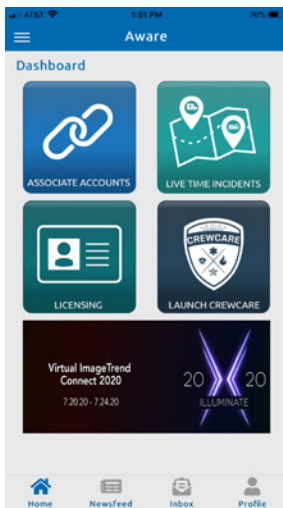 AT&T 1:51 PM 76%
Aware
Dashboard
ASSOCIATE ACCOUNTS
LIVE TIME INCIDENTS
CREWCARE
LICENSING
LAUNCH CREWCARE
Virtual ImageTrend
Connect 2020
7.20.20 - 7.24.20
20 X 20
ILLUMINATE
Home Newsfeed Inbox Profile